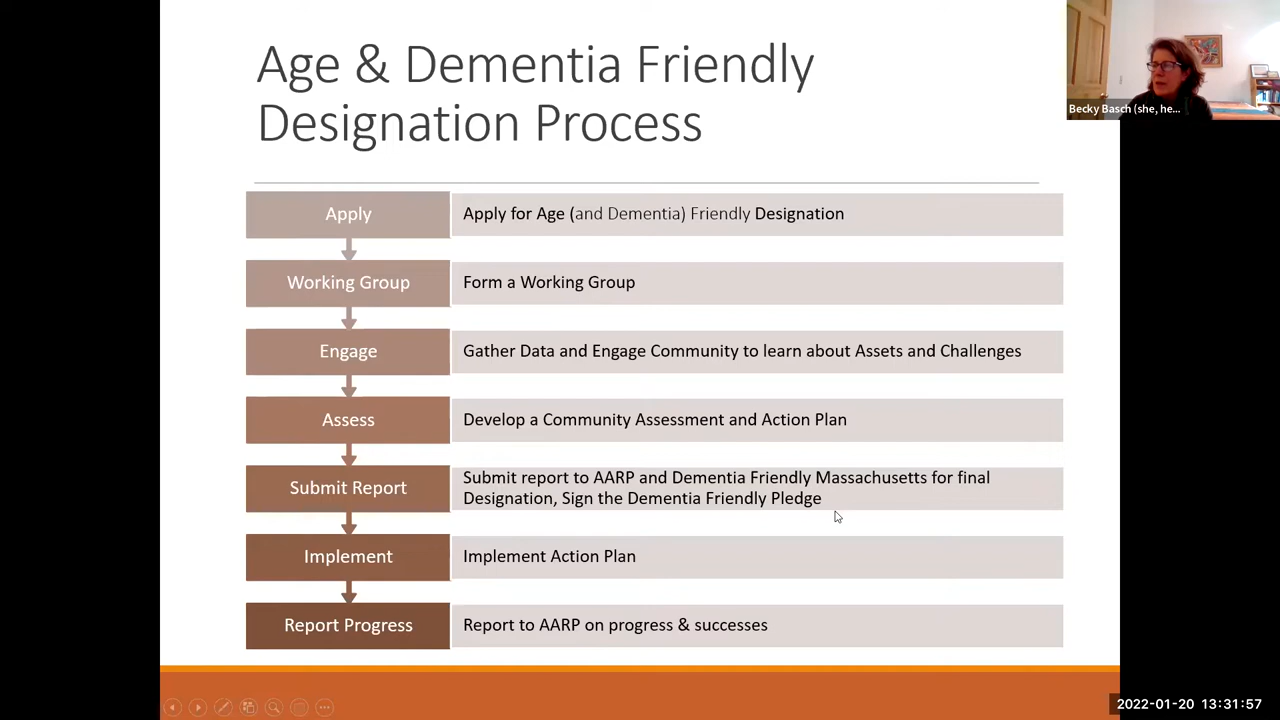 Age & Dementia Friendly
Designation Process
Becky Basch (she, he...
Apply
Apply for Age (and Dementia) Friendly Designation
Working Group
Form a Working Group
Engage
Gather Data and Engage Community to learn about Assets and Challenges
Assess
Develop a Community Assessment and Action Plan
Submit Report
Submit report to AARP and Dementia Friendly Massachusetts for final
Designation, Sign the Dementia Friendly Pledge
Implement
Implement Action Plan
Report Progress
Report to AARP on progress & successes
2022-01-20 13:31:57